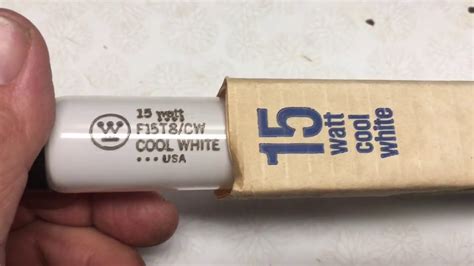 15 watt
F15T8/CW
COOL WHITE
••• USA
15
watt
cool
white